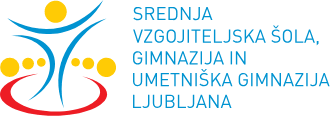 SREDNJA
VZGOJITELJSKA ŠOLA,
GIMNAZIJA IN
UMETNIŠKA GIMNAZIJA
LJUBLJANA